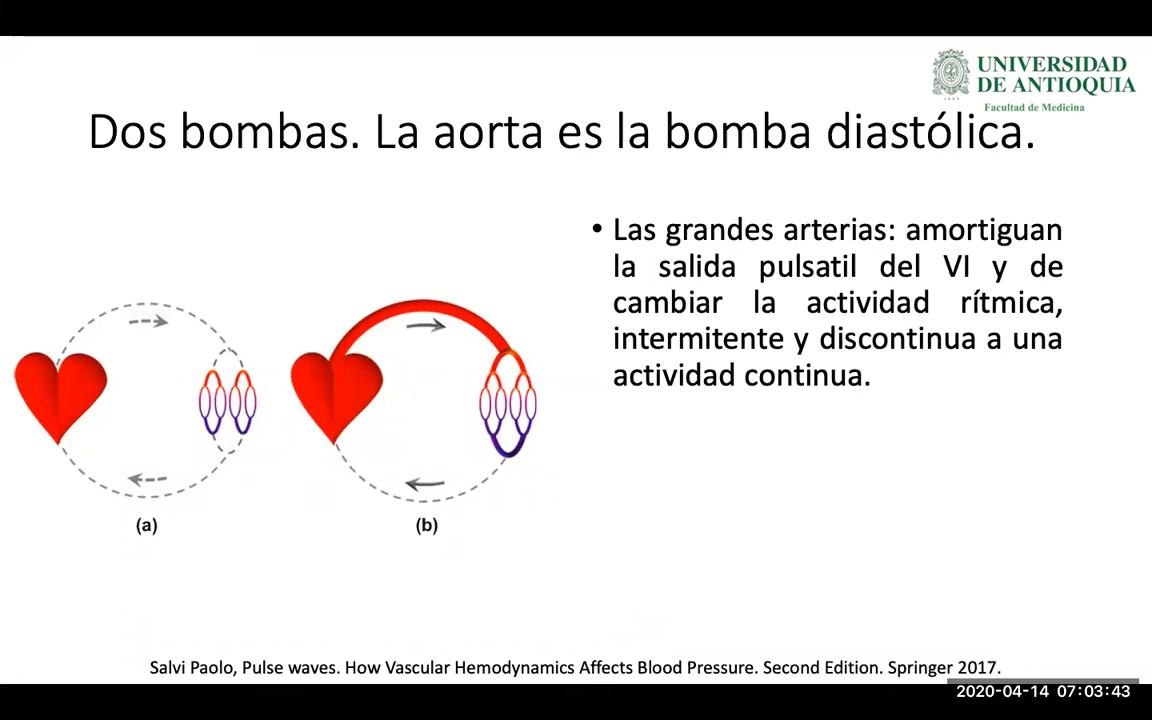 UNIVERSIDAD
DE ANTIOQUIA
Facultad de Medicina
Dos bombas. La aorta es la bomba diastólica.
• Las grandes arterias: amortiguan
la salida pulsatil del VI y de
cambiar la actividad rítmica,
intermitente y discontinua a una
actividad continua.
(a)
(b)
Salvi Paolo, Pulse waves. How Vascular Hemodynamics Affects Blood Pressure. Second Edition. Springer 2017.
2020-04-14 07:03:43